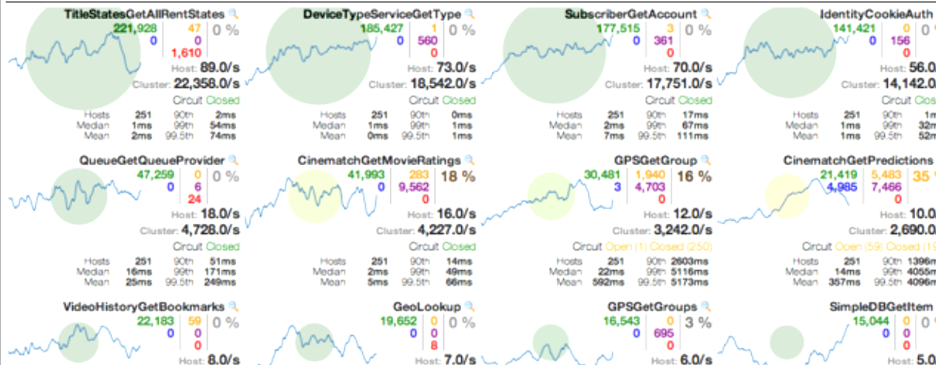 TitleStatesGetAllRentStates
221,928 47 0 %
0 0
1,610
Host: 89.0/s
Cluster: 22,358.0/s
Circuit Closed
Hosts 251 90th 2ms
Median 1ms 99th 54ms
Mean 2ms 99.5th 74ms
DeviceTypeServiceGetType
185,427 1 0 %
0 560
0
Host: 73.0/s
Cluster: 18,542.0/s
Circuit Closed
Hosts 251 90th 0ms
Median 1ms 99th 1ms
Mean 0ms 99.5th 1ms
SubscriberGetAccount
177,515 3 0 %
0 361
0
Host: 70.0/s
Cluster: 17,751.0/s
Circuit Closed
Hosts 251 90th 17ms
Median 2ms 99th 67ms
Mean 7ms 99.5th 111ms
IdentityCookieAuth
141,421 0 0
0 156
0
Host: 56.0
Cluster: 14,142.0
Circuit Clos
Hosts 251 90th 1m
Median 1ms 99th 32m
Mean 1ms 99.5th 52m
QueueGetQueueProvider
47,259 0 0 %
0 6
24
Host: 18.0/s
Cluster: 4,728.0/s
Circuit Closed
Hosts 251 90th 51ms
Median 16ms 99th 171ms
Mean 25ms 99.5th 249ms
CinematchGetMovieRatings
41,993 283 18 %
0 9,562
0
Host: 16.0/s
Cluster: 4,227.0/s
Circuit Closed
Hosts 251 90th 14ms
Median 2ms 99th 49ms
Mean 5ms 99.5th 66ms
GPSGetGroup
30,481 1,940 16 %
3 4,703
0
Host: 12.0/s
Cluster: 3,242.0/s
Circuit Open (1) Closed (250)
Hosts 251 90th 2603ms
Median 22ms 99th 5116ms
Mean 592ms 99.5th 5173ms
CinematchGetPredictions
21,419 5,483 35
4,985 7,466
0
Host: 10.0
Cluster: 2,690.0
Circuit Open (59) Closed (19
Hosts 251 90th 1396m
Median 14ms 99th 4055m
Mean 357ms 99.5th 4096m
VideoHistoryGetBookmarks
22,183 59 0 %
0 0
0
Host: 8.0/s
GeoLookup
19,652 0 0 %
0 0
8
Host: 7.0/s
GPSGetGroups
16,543 0 3 %
0 695
0
Host: 6.0/s
SimpleDBGetItem
15,044 0 0
0 0
0
Host: 5.0